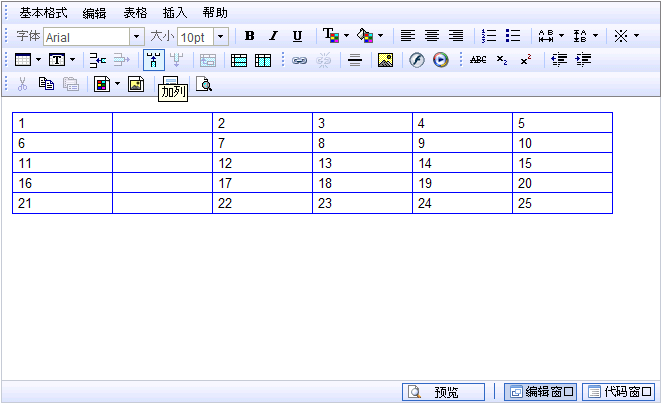 基本格式 编辑 表格 插入 帮助
字体 Arial 大小 10pt B I U T A B A B
T ABC x2 x2
加列
1 2 3 4 5
6 7 8 9 10
11 12 13 14 15
16 17 18 19 20
21 22 23 24 25
预览 编辑窗口 代码窗口